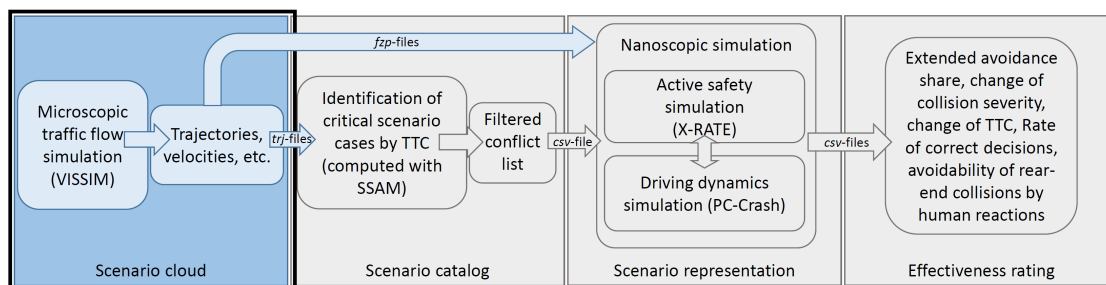 fzp-files
Microscopic
traffic flow
simulation
(VISSIM)
Trajectories,
velocities, etc.
trj-files
Scenario cloud
Identification of
critical scenario
cases by TTC
(computed with
SSAM)
Filtered
conflict
list
csv-file
Scenario catalog
Nanoscopic simulation
Active safety
simulation
(X-RATE)
Driving dynamics
simulation (PC-Crash)
csv-files
Scenario representation
Extended avoidance
share, change of
collision severity,
change of TTC, Rate
of correct decisions,
avoidability of rear-
end collisions by
human reactions
Effectiveness rating